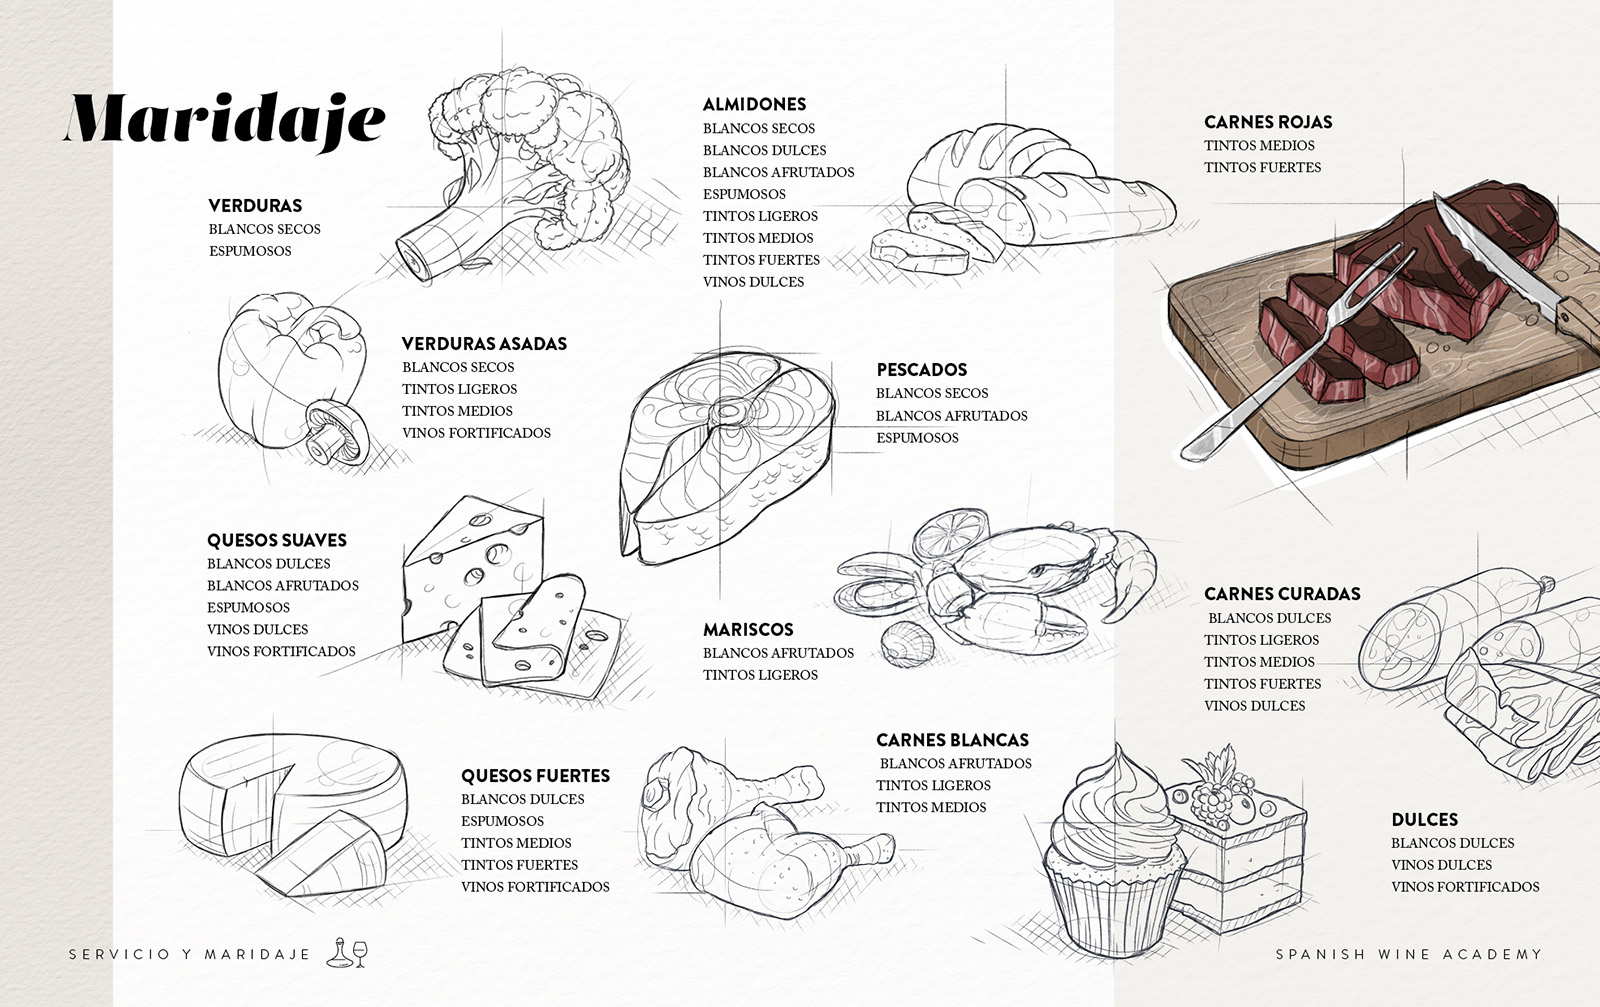 Maridaje
VERDURAS
BLANCOS SECOS
ESPUMOSOS
VERDURAS ASADAS
BLANCOS SECOS
TINTOS LIGEROS
TINTOS MEDIOS
VINOS FORTIFICADOS
QUESOS SUAVES
BLANCOS DULCES
BLANCOS AFRUTADOS
ESPUMOSOS
VINOS DULCES
VINOS FORTIFICADOS
QUESOS FUERTES
BLANCOS DULCES
ESPUMOSOS
TINTOS MEDIOS
TINTOS FUERTES
VINOS FORTIFICADOS
ALMIDONES
BLANCOS SECOS
BLANCOS DULCES
BLANCOS AFRUTADOS
ESPUMOSOS
TINTOS LIGEROS
TINTOS MEDIOS
TINTOS FUERTES
VINOS DULCES
PESCADOS
BLANCOS SECOS
BLANCOS AFRUTADOS
ESPUMOSOS
MARISCOS
BLANCOS AFRUTADOS
TINTOS LIGEROS
CARNES BLANCAS
BLANCOS AFRUTADOS
TINTOS LIGEROS
TINTOS MEDIOS
CARNES ROJAS
TINTOS MEDIOS
TINTOS FUERTES
CARNES CURADAS
BLANCOS DULCES
TINTOS LIGEROS
TINTOS MEDIOS
TINTOS FUERTES
VINOS DULCES
DULCES
BLANCOS DULCES
VINOS DULCES
VINOS FORTIFICADOS
SERVICIO Y MARIDAJE
SPANISH WINE ACADEMY